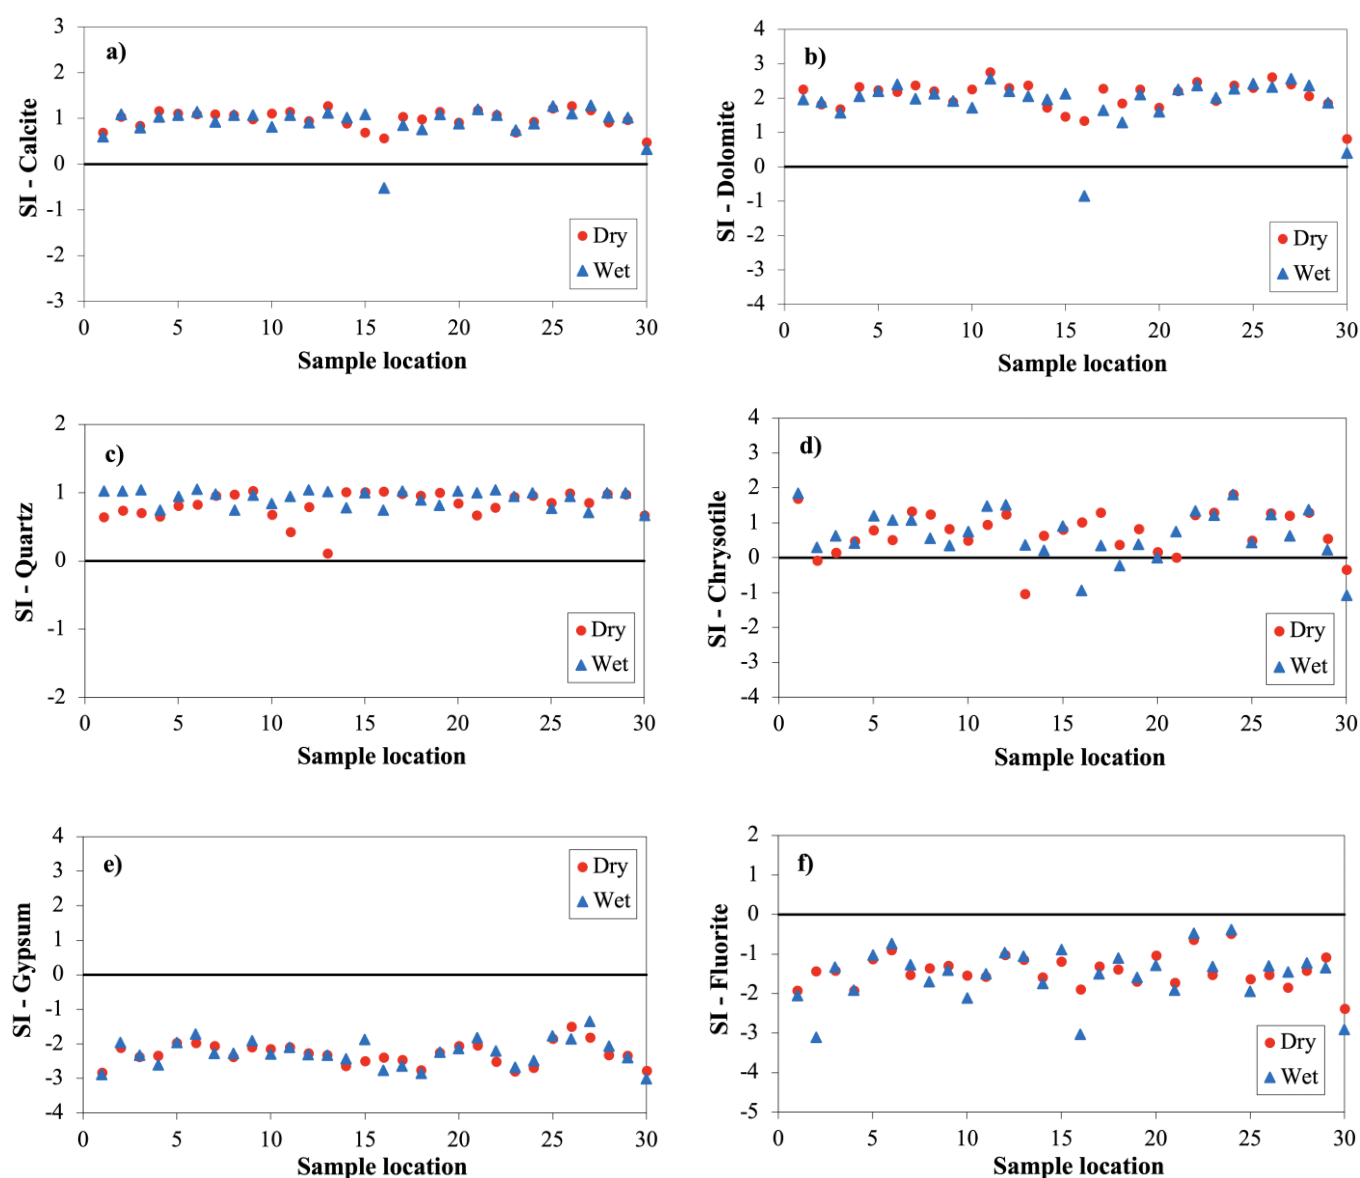 a)
SI - Calcite
3
2
1
0
-1
-2
-3
Dry
Wet
0 5 10 15 20 25 30
Sample location
b)
SI - Dolomite
4
3
2
1
0
-1
-2
-3
-4
Dry
Wet
0 5 10 15 20 25 30
Sample location
c)
SI - Quartz
2
1
0
-1
-2
Dry
Wet
0 5 10 15 20 25 30
Sample location
d)
SI - Chrysotile
4
3
2
1
0
-1
-2
-3
-4
Dry
Wet
0 5 10 15 20 25 30
Sample location
e)
SI - Gypsum
4
3
2
1
0
-1
-2
-3
-4
Dry
Wet
0 5 10 15 20 25 30
Sample location
f)
SI - Fluorite
2
1
0
-1
-2
-3
-4
-5
Dry
Wet
0 5 10 15 20 25 30
Sample location